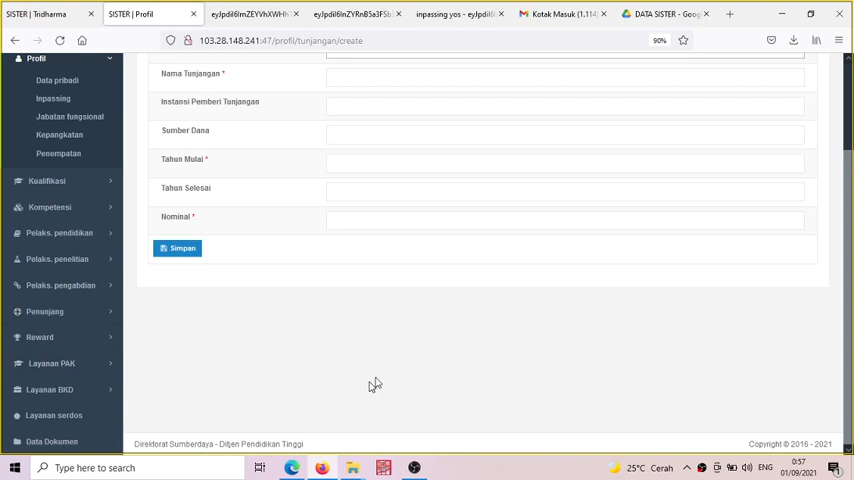 SISTER | Tridharma
SISTER | Profil
inpassing yos - eyJpdiI6Im
Kotak Masuk (1.114)
DATA SISTER - Goog
103.28.148.241:47/profil/tunjangan/create
90%
Profil
Data pribadi
Inpassing
Jabatan fungsional
Kepangkatan
Penempatan
Kualifikasi
Kompetensi
Pelaks. pendidikan
Pelaks. penelitian
Pelaks. pengabdian
Penunjang
Reward
Layanan PAK
Layanan BKD
Layanan serdos
Data Dokumen
Nama Tunjangan *
Instansi Pemberi Tunjangan
Sumber Dana
Tahun Mulai *
Tahun Selesai
Nominal *
Simpan
Direktorat Sumberdaya - Ditjen Pendidikan Tinggi
Copyright © 2016 - 2021
Type here to search
25°C Cerah
ENG
0:57
01/09/2021
1